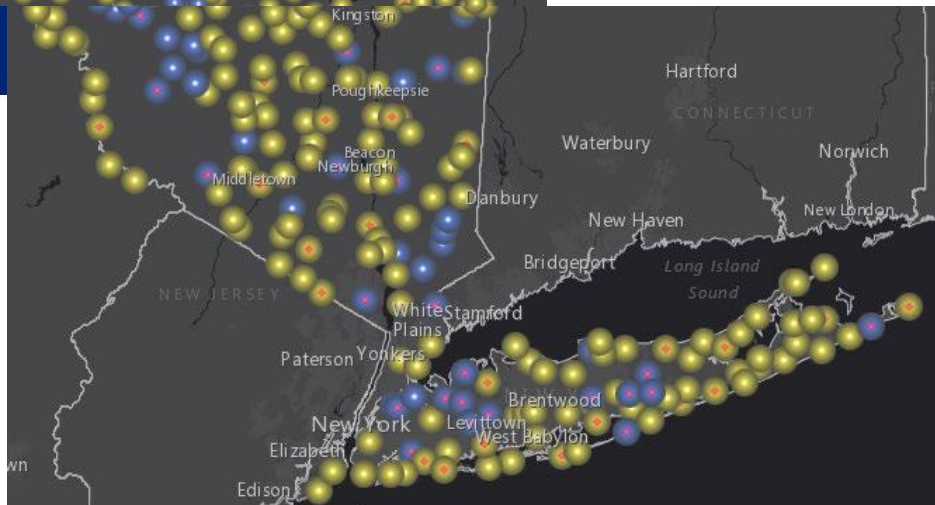 Kingston
Hartford
Poughkeepsie
CONNECTICUT
Waterbury
Beacon
Newburgh
Norwich
Middletown
Danbury
New Haven
New London
Bridgeport
Long Island
Sound
NEW JERSEY
White
Plains
Stamford
Paterson
Yonkers
Brentwood
New York
Levittown
West Babylon
Elizabeth
wn
Edison